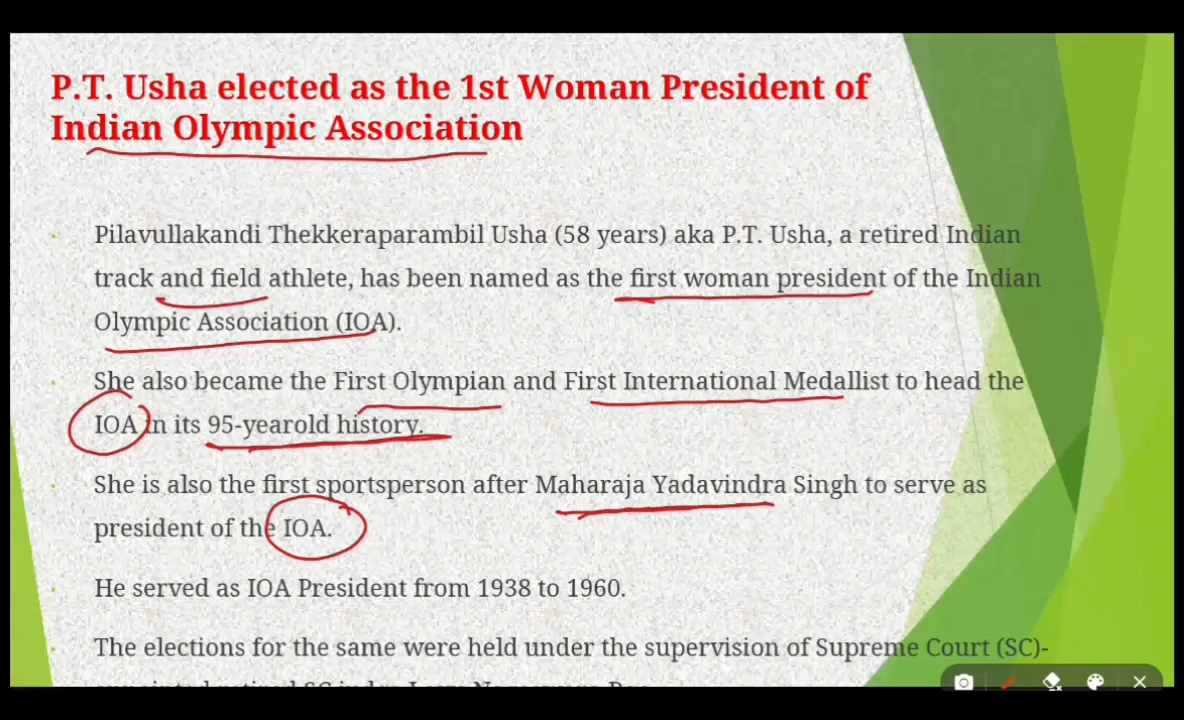 P.T. Usha elected as the 1st Woman President of
Indian Olympic Association
Pilavullakandi Thekkeraparambil Usha (58 years) aka P.T. Usha, a retired Indian
track and field athlete, has been named as the first woman president of the Indian
Olympic Association (IOA).
She also became the First Olympian and First International Medallist to head the
IOA in its 95-yearold history.
She is also the first sportsperson after Maharaja Yadavindra Singh to serve as
president of the IOA.
He served as IOA President from 1938 to 1960.
The elections for the same were held under the supervision of Supreme Court (SC)-